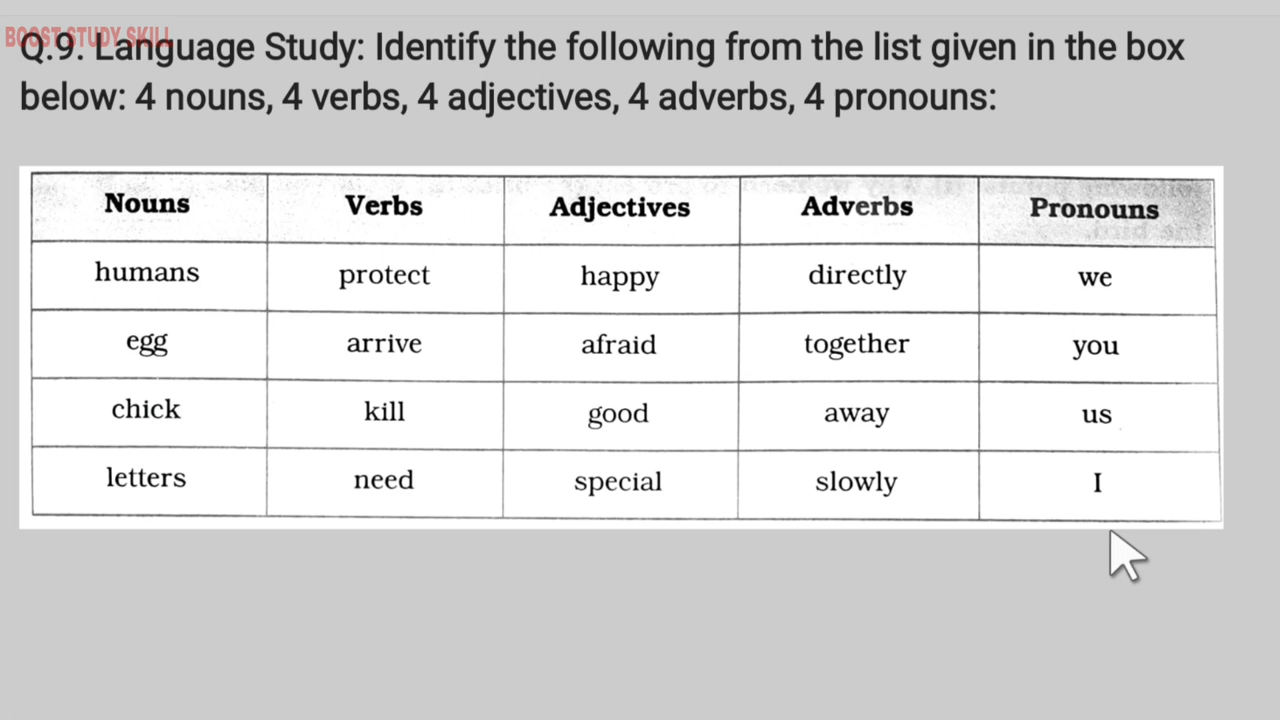 BOOST STUDY SKILL
Q.9. Language Study: Identify the following from the list given in the box
below: 4 nouns, 4 verbs, 4 adjectives, 4 adverbs, 4 pronouns:
Nouns Verbs Adjectives Adverbs Pronouns
humans protect happy directly we
egg arrive afraid together you
chick kill good away us
letters need special slowly I